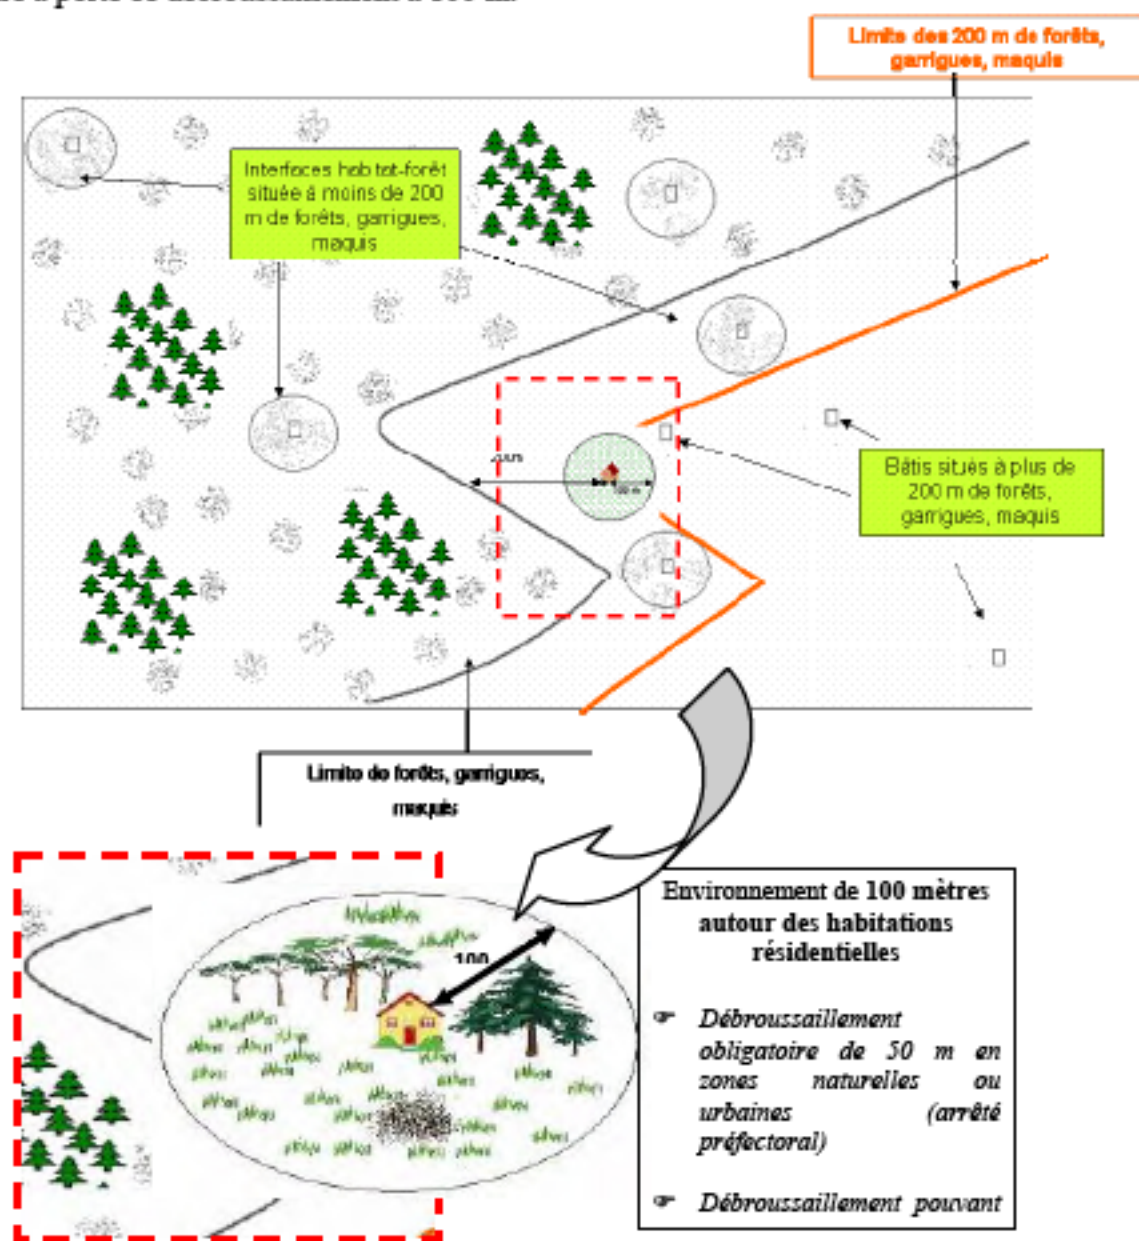 Limite des 200 m de forêts,
garrigues, maquis
Interfaces habitat-forêt
située à moins de 200
m de forêts, garrigues,
maquis
100 m
Bâtis situés à plus de
200 m de forêts,
garrigues, maquis
Limite de forêts, garrigues,
maquis
100
Environnement de 100 mètres
autour des habitations
résidentielles
☞ Débroussaillement
obligatoire de 50 m en
zones naturelles ou
urbaines (arrêté
préfectoral)
☞ Débroussaillement pouvant